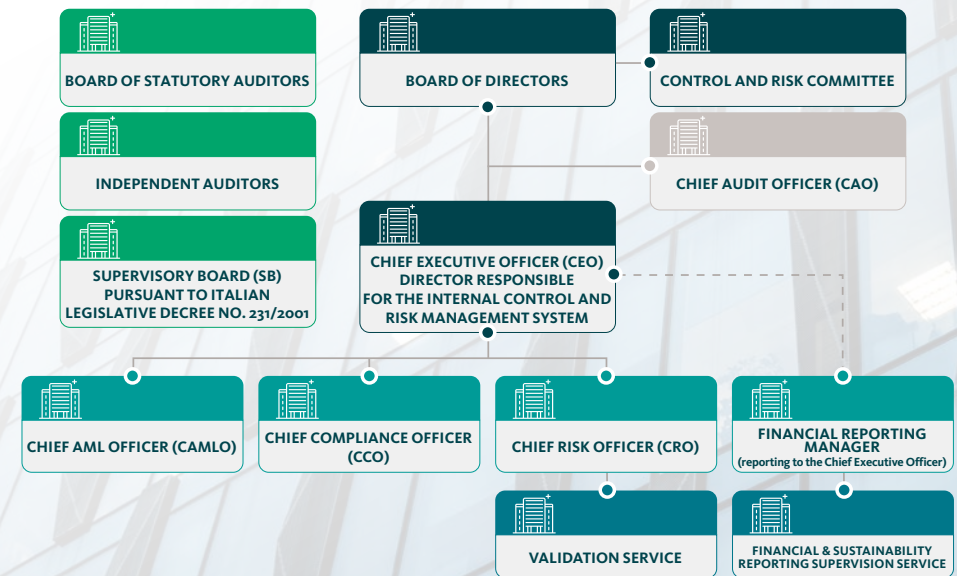 BOARD OF STATUTORY AUDITORS
BOARD OF DIRECTORS
CONTROL AND RISK COMMITTEE
INDEPENDENT AUDITORS
CHIEF AUDIT OFFICER (CAO)
SUPERVISORY BOARD (SB)
PURSUANT TO ITALIAN
LEGISLATIVE DECREE NO. 231/2001
CHIEF EXECUTIVE OFFICER (CEO)
DIRECTOR RESPONSIBLE
FOR THE INTERNAL CONTROL AND
RISK MANAGEMENT SYSTEM
CHIEF AML OFFICER (CAMLO)
CHIEF COMPLIANCE OFFICER
(CCO)
CHIEF RISK OFFICER (CRO)
FINANCIAL REPORTING
MANAGER
(reporting to the Chief Executive Officer)
VALIDATION SERVICE
FINANCIAL & SUSTAINABILITY
REPORTING SUPERVISION SERVICE